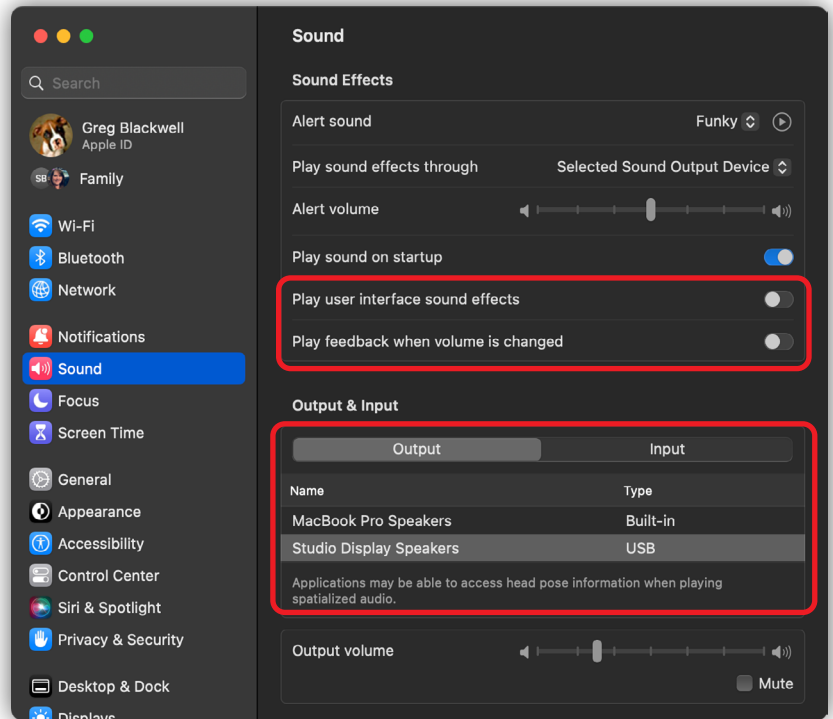 Sound
Search
Greg Blackwell
Apple ID
SB
Family
Wi-Fi
Bluetooth
Network
Notifications
Sound
Focus
Screen Time
General
Appearance
Accessibility
Control Center
Siri & Spotlight
Privacy & Security
Desktop & Dock
Displays
Sound Effects
Alert sound Funky
Play sound effects through Selected Sound Output Device
Alert volume
Play sound on startup
Play user interface sound effects
Play feedback when volume is changed
Output & Input
Output Input
Name Type
MacBook Pro Speakers Built-in
Studio Display Speakers USB
Applications may be able to access head pose information when playing
spatialized audio.
Output volume
Mute